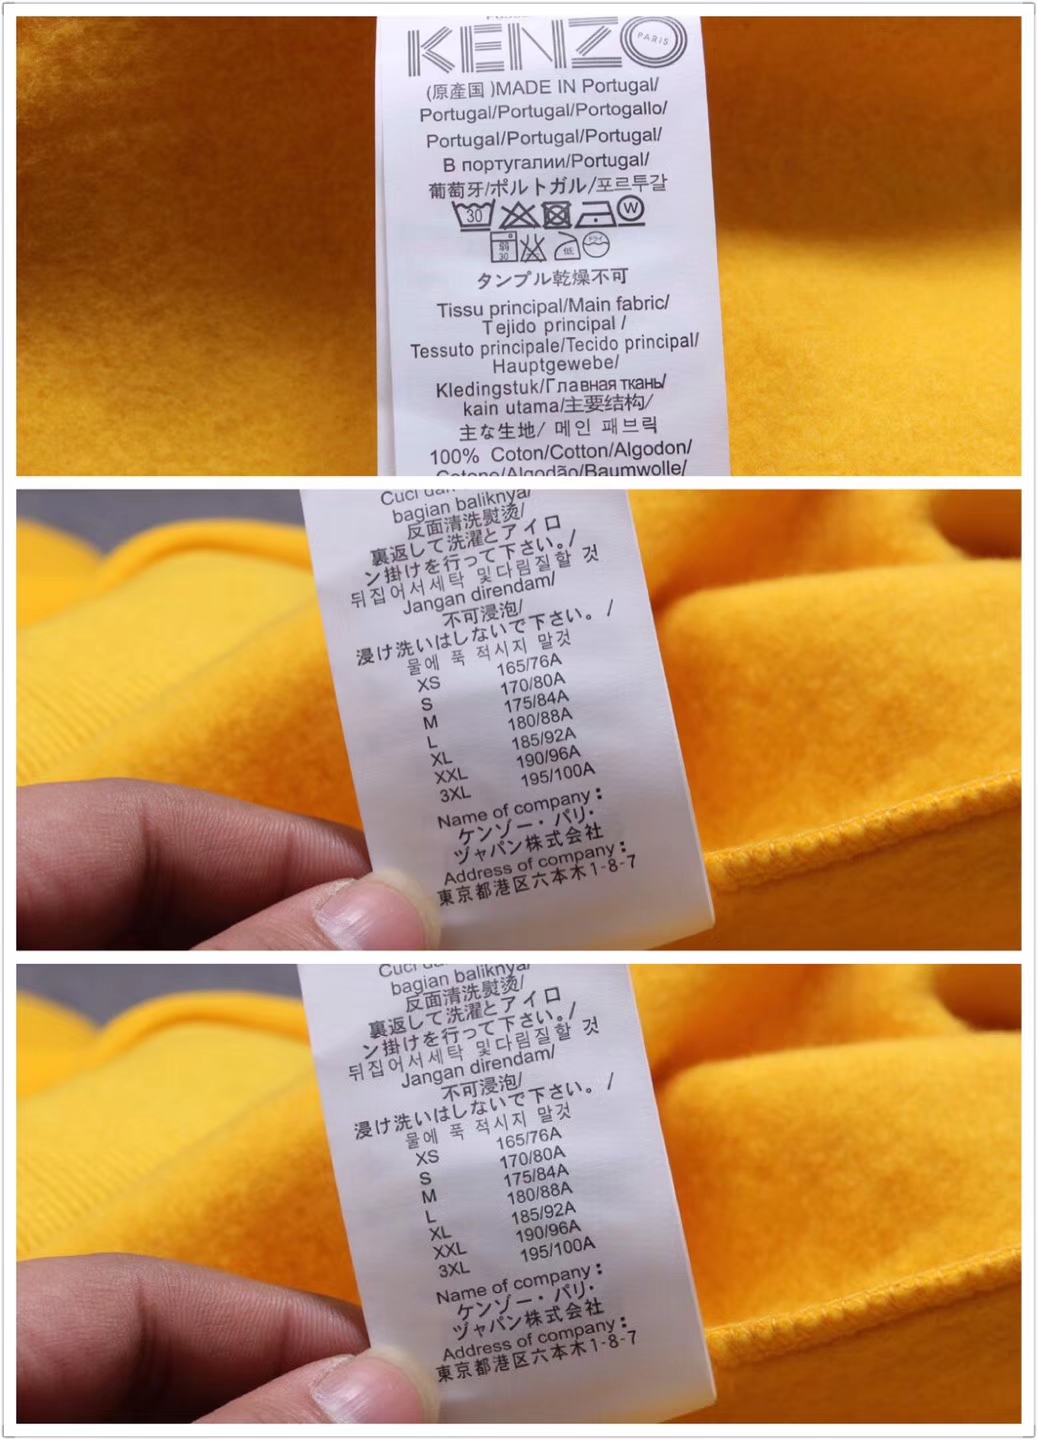 KENZO
PARIS
(原產国 )MADE IN Portugal/
Portugal/Portugal/Portogallo/
Portugal/Portugal/Portugal/
В португалии/Portugal/
葡萄牙/ポルトガル/포르투갈
30 W
弱 30 低 ドライ
タンプル乾燥不可
Tissu principal/Main fabric/
Tejido principal /
Tessuto principale/Tecido principal/
Hauptgewebe/
Kledingstuk/Главная ткань/
kain utama/主要结构/
主な生地/ 메인 패브릭
100% Coton/Cotton/Algodon/
Cotone/Algodão/Baumwolle/
Cuci dan
bagian baliknya/
反面清洗熨烫/
裏返して洗濯とアイロ
ン掛けを行って下さい。/
뒤집어서세탁 및다림질할 것
Jangan direndam/
不可浸泡/
浸け洗いはしないで下さい。 /
물에 푹 적시지 말것
XS 165/76A
S 170/80A
M 175/84A
L 180/88A
XL 185/92A
XXL 190/96A
3XL 195/100A
Name of company：
ケンゾー・パリ・
ヅャパン株式会社
Address of company：
東京都港区六本木1-8-7
bagian baliknya/
反面清洗熨烫/
裏返して洗濯とアイロ
ン掛けを行って下さい。/
뒤집어서세탁 및다림질할 것
Jangan direndam/
不可浸泡/
浸け洗いはしないで下さい。 /
물에 푹 적시지 말것
XS 165/76A
S 170/80A
M 175/84A
L 180/88A
XL 185/92A
XXL 190/96A
3XL 195/100A
Name of company：
ケンゾー・パリ・
ヅャパン株式会社
Address of company：
東京都港区六本木1-8-7